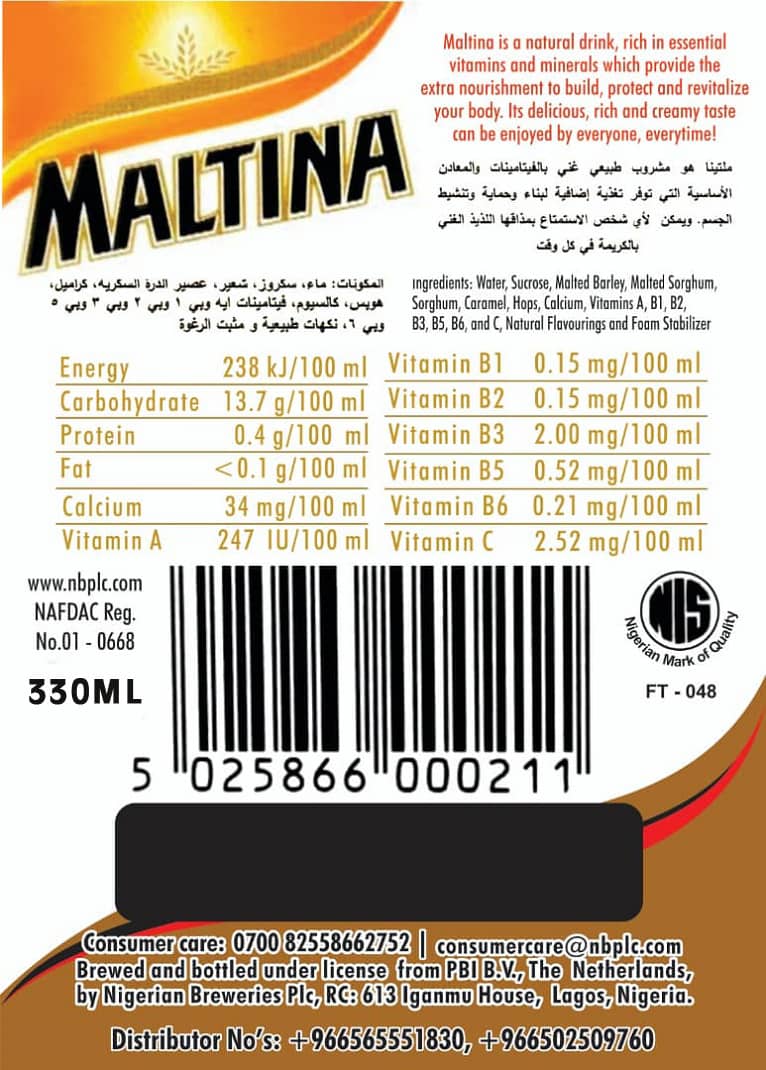 MALTINA
Maltina is a natural drink, rich in essential
vitamins and minerals which provide the
extra nourishment to build, protect and revitalize
your body. Its delicious, rich and creamy taste
can be enjoyed by everyone, everytime!
ملتينا هو مشروب طبيعي غني بالفيتامينات والمعادن
الأساسية التي توفر تغذية إضافية لبناء وحماية وتنشيط
الجسم. ويمكن لأي شخص الاستمتاع بمذاقها اللذيذ الغني
بالكريمة في كل وقت
المكونات: ماء، سكروز، شعير، عصير الذرة السكريه، كراميل،
هوبس، كالسيوم، فيتامينات ايه وبي ١ وبي ٢ وبي ٣ وبي ٥
وبي ٦، نكهات طبيعية و مثبت الرغوة
Ingredients: Water, Sucrose, Malted Barley, Malted Sorghum,
Sorghum, Caramel, Hops, Calcium, Vitamins A, B1, B2,
B3, B5, B6, and C, Natural Flavourings and Foam Stabilizer
Energy 238 kJ/100 ml
Carbohydrate 13.7 g/100 ml
Protein 0.4 g/100 ml
Fat <0.1 g/100 ml
Calcium 34 mg/100 ml
Vitamin A 247 IU/100 ml
Vitamin B1 0.15 mg/100 ml
Vitamin B2 0.15 mg/100 ml
Vitamin B3 2.00 mg/100 ml
Vitamin B5 0.52 mg/100 ml
Vitamin B6 0.21 mg/100 ml
Vitamin C 2.52 mg/100 ml
www.nbplc.com
NAFDAC Reg.
No.01 - 0668
330ML
5 025866 000211
NIS
Nigerian Mark of Quality
FT - 048
Consumer care: 0700 82558662752 | consumercare@nbplc.com
Brewed and bottled under license from PBI B.V., The Netherlands,
by Nigerian Breweries Plc, RC: 613 Iganmu House, Lagos, Nigeria.
Distributor No's: +966565551830, +966502509760